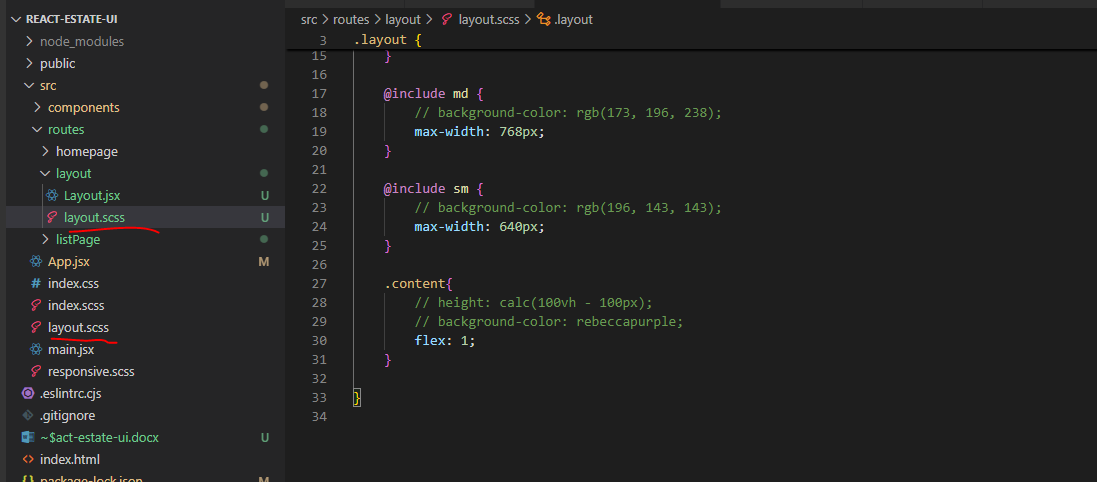 REACT-ESTATE-UI
node_modules
public
src
components
routes
homepage
layout
Layout.jsx U
layout.scss U
listPage
App.jsx M
index.css
index.scss
layout.scss
main.jsx
responsive.scss
.eslintrc.cjs
.gitignore
~$act-estate-ui.docx U
index.html
package-lock.json M
src > routes > layout > layout.scss > .layout
3 .layout {
15 }
16
17 @include md {
18 // background-color: rgb(173, 196, 238);
19 max-width: 768px;
20 }
21
22 @include sm {
23 // background-color: rgb(196, 143, 143);
24 max-width: 640px;
25 }
26
27 .content{
28 // height: calc(100vh - 100px);
29 // background-color: rebeccapurple;
30 flex: 1;
31 }
32
33 }
34